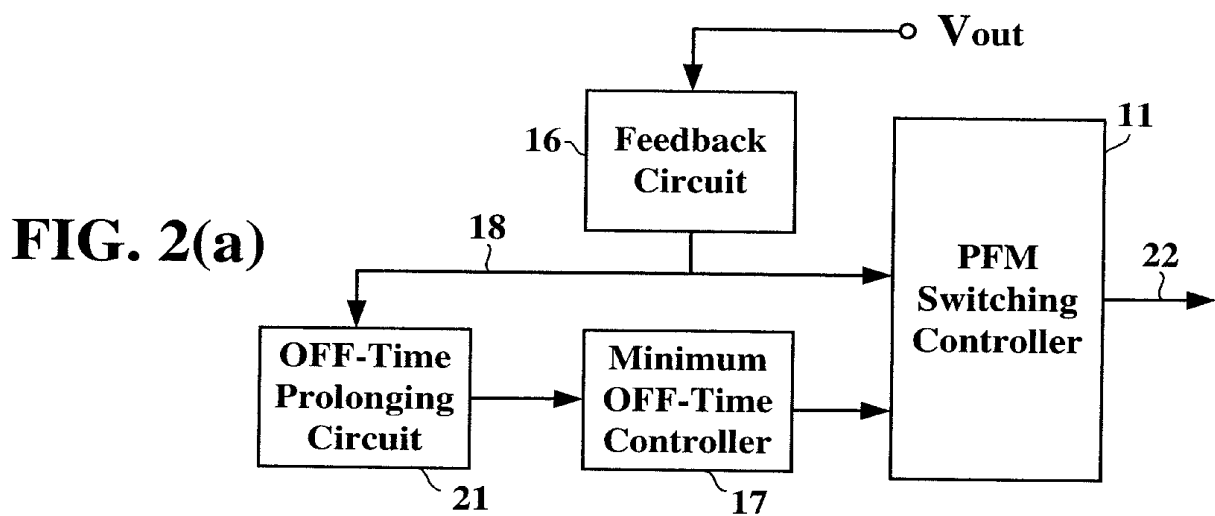 Vout
11
16
Feedback
Circuit
FIG. 2(a)
18
PFM
Switching
Controller
22
OFF-Time
Prolonging
Circuit
Minimum
OFF-Time
Controller
21
17